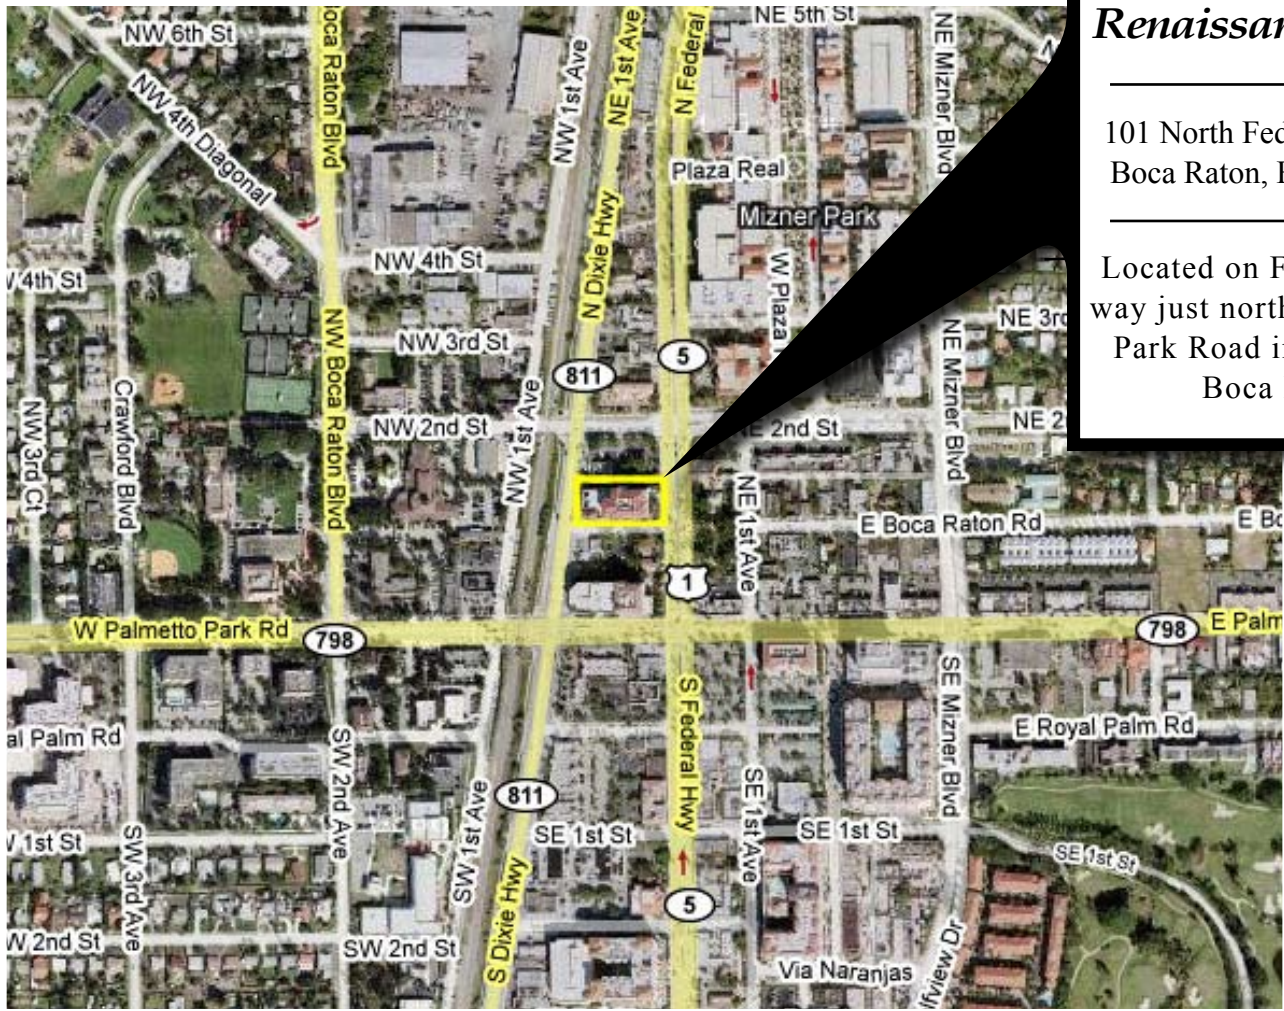 NW 6th St
NE 5th St
NW 4th Diagonal
Boca Raton Blvd
NW 1st Ave
NE 1st Ave
N Federal
NE Mizner Blvd
Renaissan
101 North Fed
Boca Raton,
Located on F
way just north
Park Road i
Boca
Plaza Real
Mizner Park
N Dixie Hwy
W Plaza
NW 4th St
4th St
NW 3rd St
NE 3rd
811
5
NW Boca Raton Blvd
NW 1st Ave
NE Mizner Blvd
NW 3rd Ct
Crawford Blvd
NW 2nd St
NE 2nd St
NE 2
NE 1st Ave
E Boca Raton Rd
E Bo
1
W Palmetto Park Rd
798
798
E Palm
al Palm Rd
SW 2nd Ave
S Federal Hwy
SE Mizner Blvd
E Royal Palm Rd
811
SW 1st Ave
SE 1st Ave
1st St
SW 3rd Ave
SE 1st St
SE 1st St
SE 1st St
S Dixie Hwy
5
W 2nd St
SW 2nd St
Via Naranjas
lfview Dr